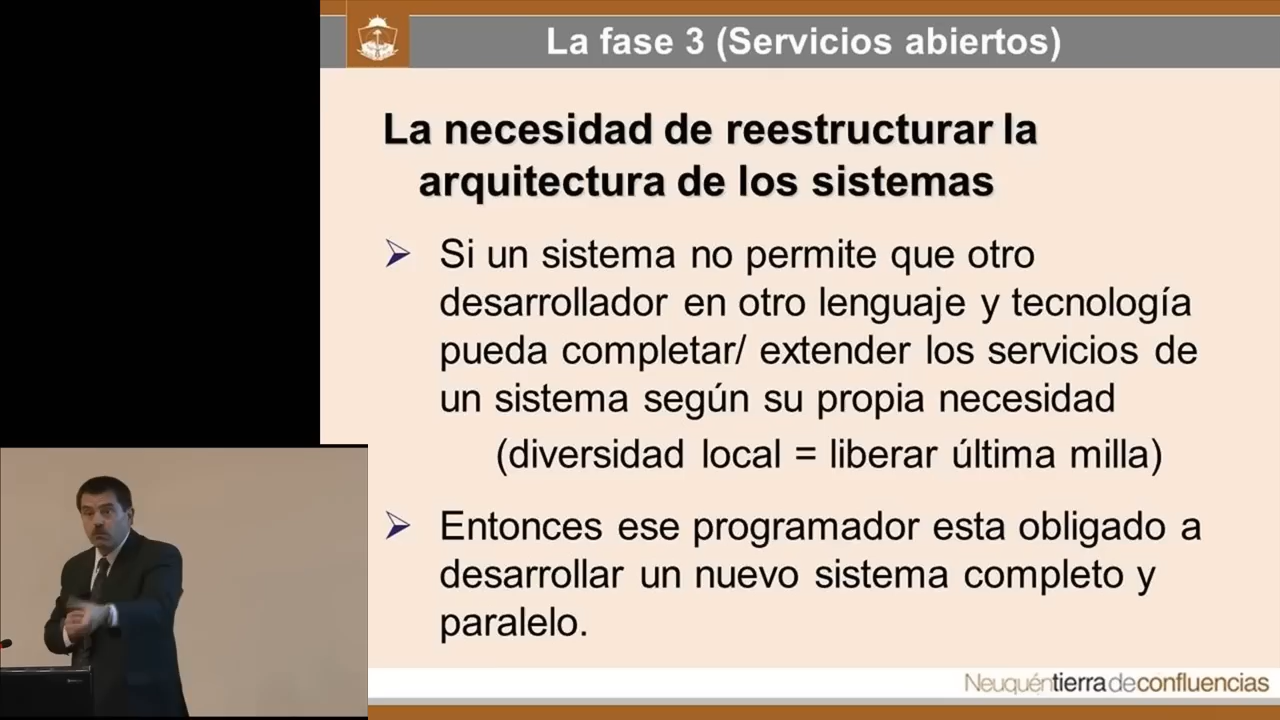 La fase 3 (Servicios abiertos)
La necesidad de reestructurar la
arquitectura de los sistemas
Si un sistema no permite que otro
desarrollador en otro lenguaje y tecnología
pueda completar/ extender los servicios de
un sistema según su propia necesidad
(diversidad local = liberar última milla)
Entonces ese programador esta obligado a
desarrollar un nuevo sistema completo y
paralelo.
Neuquéntierradeconfluencias